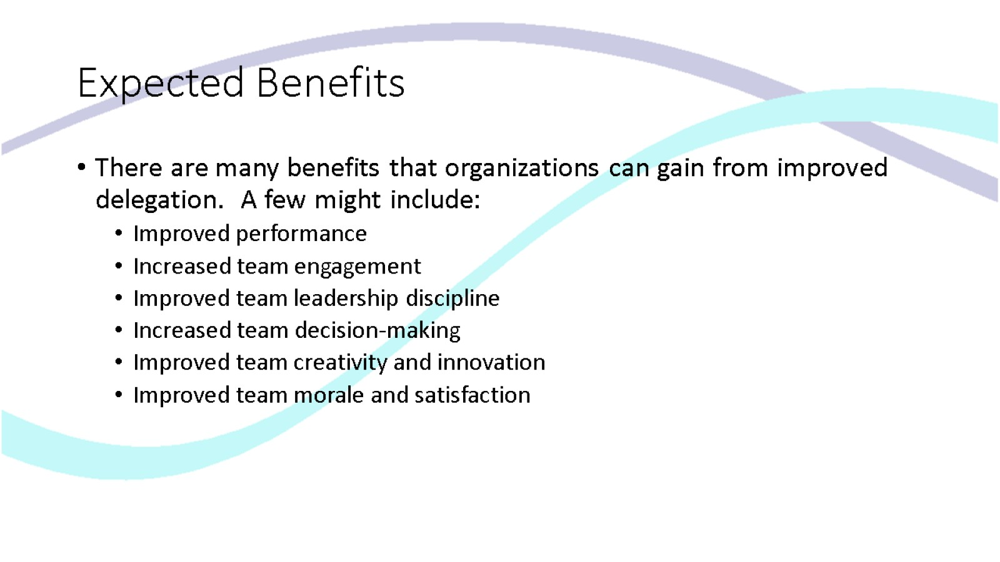 Expected Benefits
• There are many benefits that organizations can gain from improved
delegation.  A few might include:
• Improved performance
• Increased team engagement
• Improved team leadership discipline
• Increased team decision-making
• Improved team creativity and innovation
• Improved team morale and satisfaction